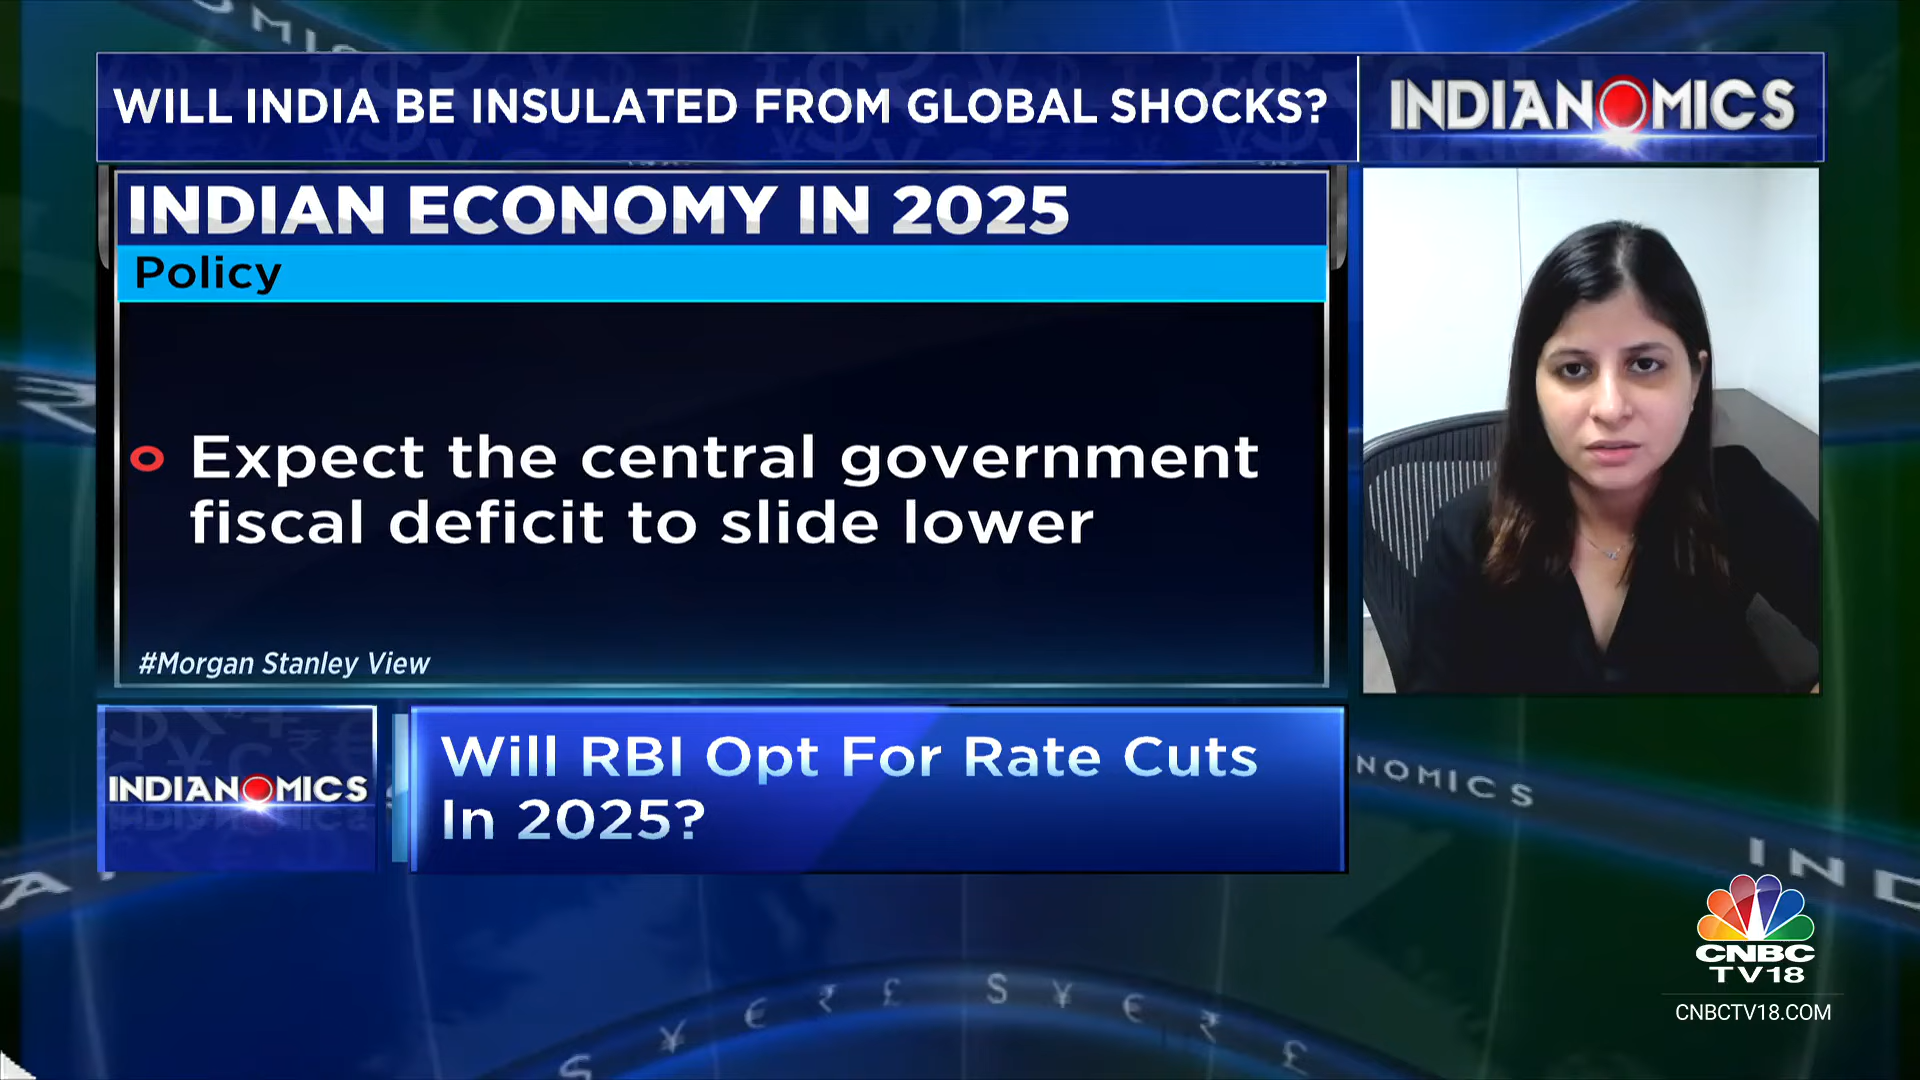 WILL INDIA BE INSULATED FROM GLOBAL SHOCKS?
INDIANOMICS
INDIAN ECONOMY IN 2025
Policy
Expect the central government
fiscal deficit to slide lower
#Morgan Stanley View
INDIANOMICS
Will RBI Opt For Rate Cuts
In 2025?
NOMICS
IND
CNBC
TV18
CNBCTV18.COM